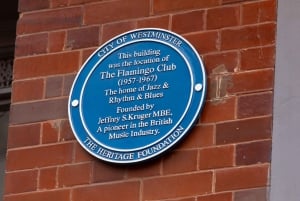 CITY OF WESTMINSTER
This building
was the location of
The Flamingo Club
(1957-1967)
The home of Jazz &
Rhythm & Blues
Founded by
Jeffrey S.Kruger MBE,
A pioneer in the British
Music Industry.
THE HERITAGE FOUNDATION